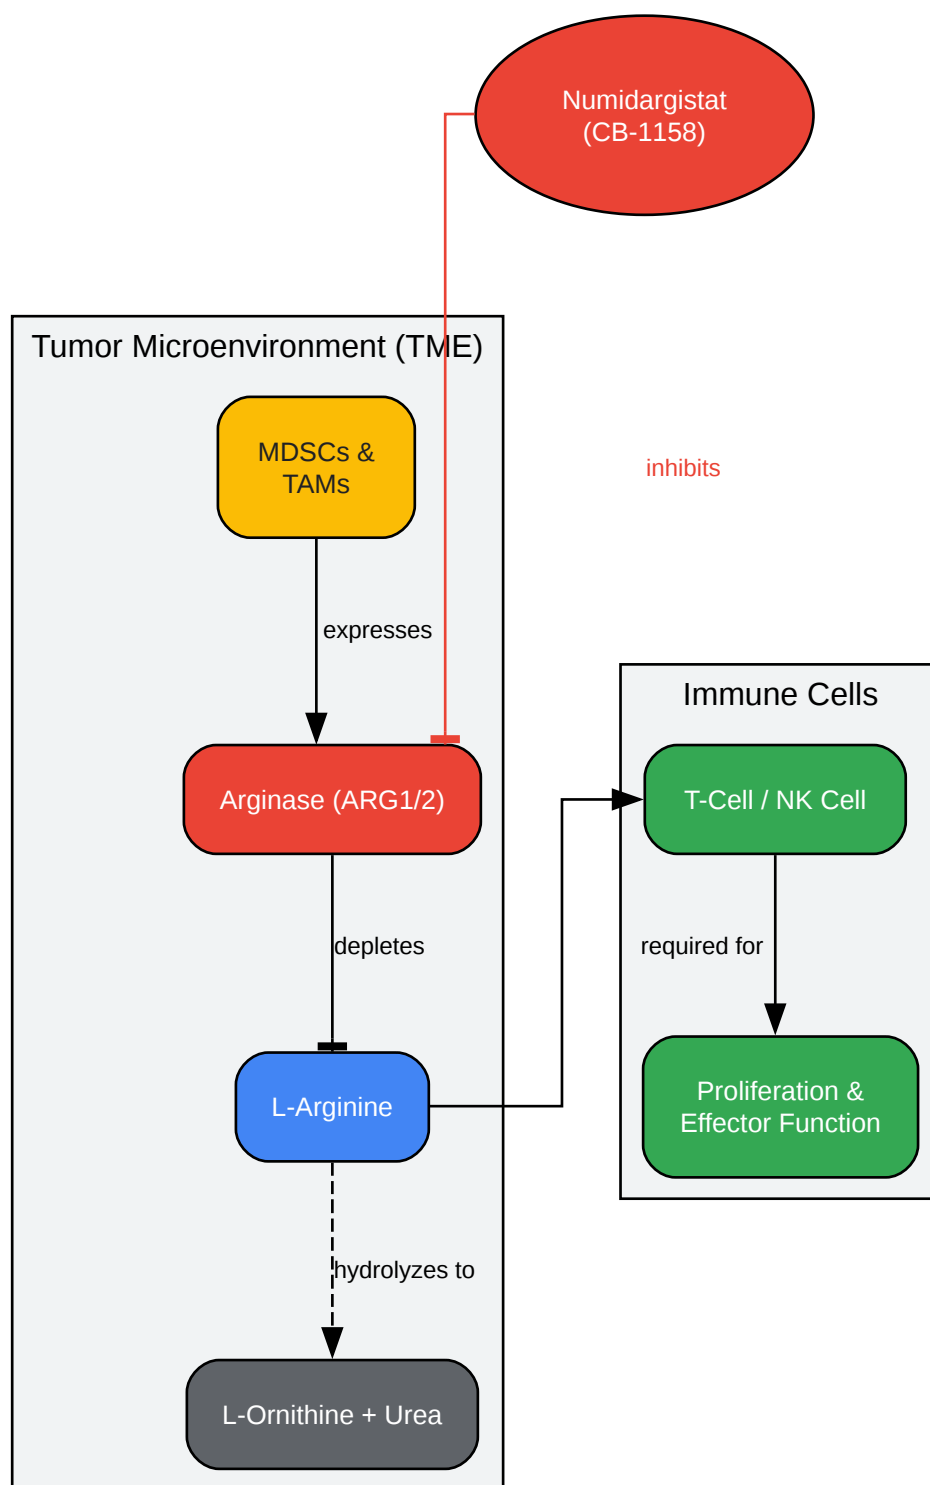 Numidargistat
(CB-1158)
Tumor Microenvironment (TME)
MDSCs &
TAMs
inhibits
expresses
Immune Cells
Arginase (ARG1/2)
T-Cell / NK Cell
depletes
required for
L-Arginine
Proliferation &
Effector Function
hydrolyzes to
L-Ornithine + Urea